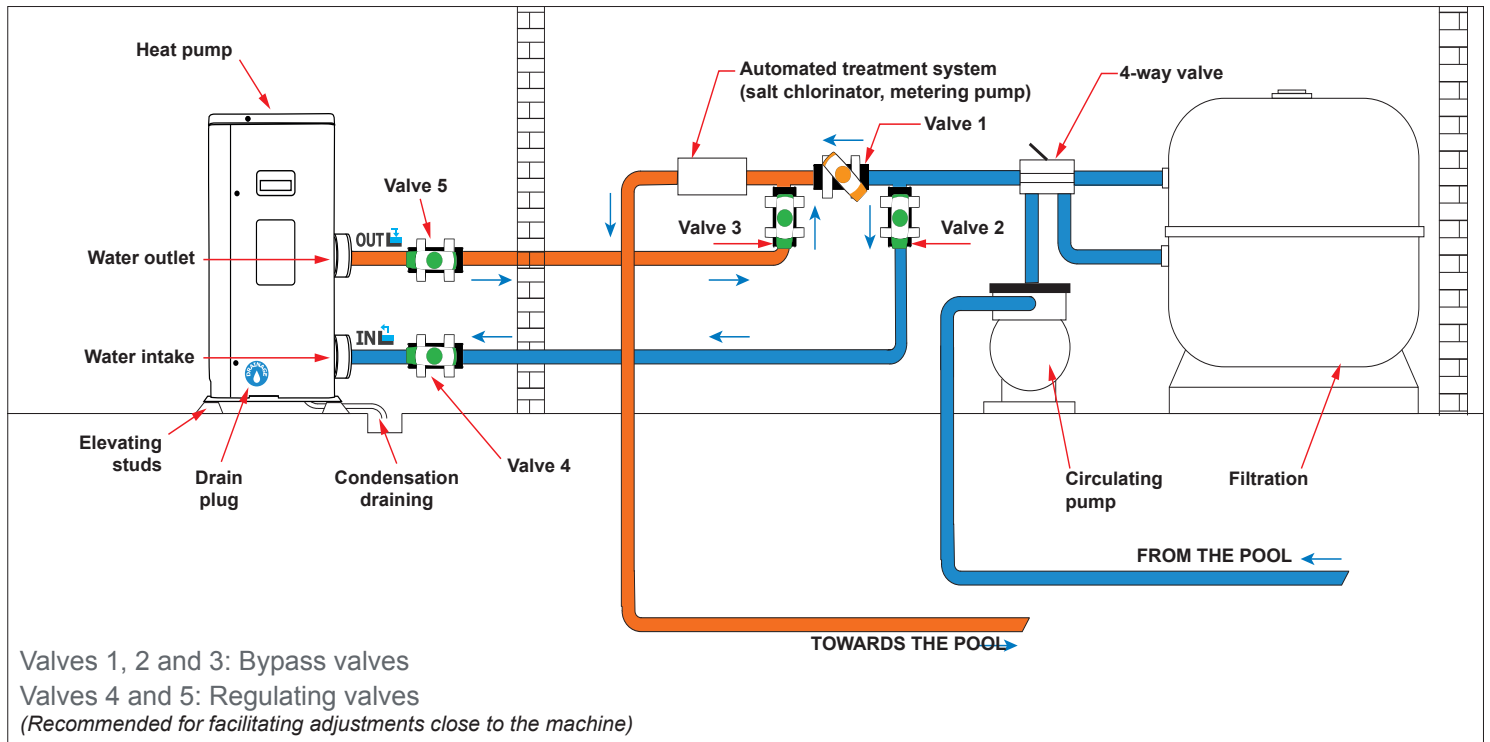 Heat pump
Automated treatment system
(salt chlorinator, metering pump)
4-way valve
Valve 1
Valve 5
Valve 3
Valve 2
OUT
Water outlet
IN
Water intake
DRAINAGE
Elevating
studs
Drain
plug
Condensation
draining
Valve 4
Circulating
pump
Filtration
FROM THE POOL
TOWARDS THE POOL
Valves 1, 2 and 3: Bypass valves
Valves 4 and 5: Regulating valves
(Recommended for facilitating adjustments close to the machine)